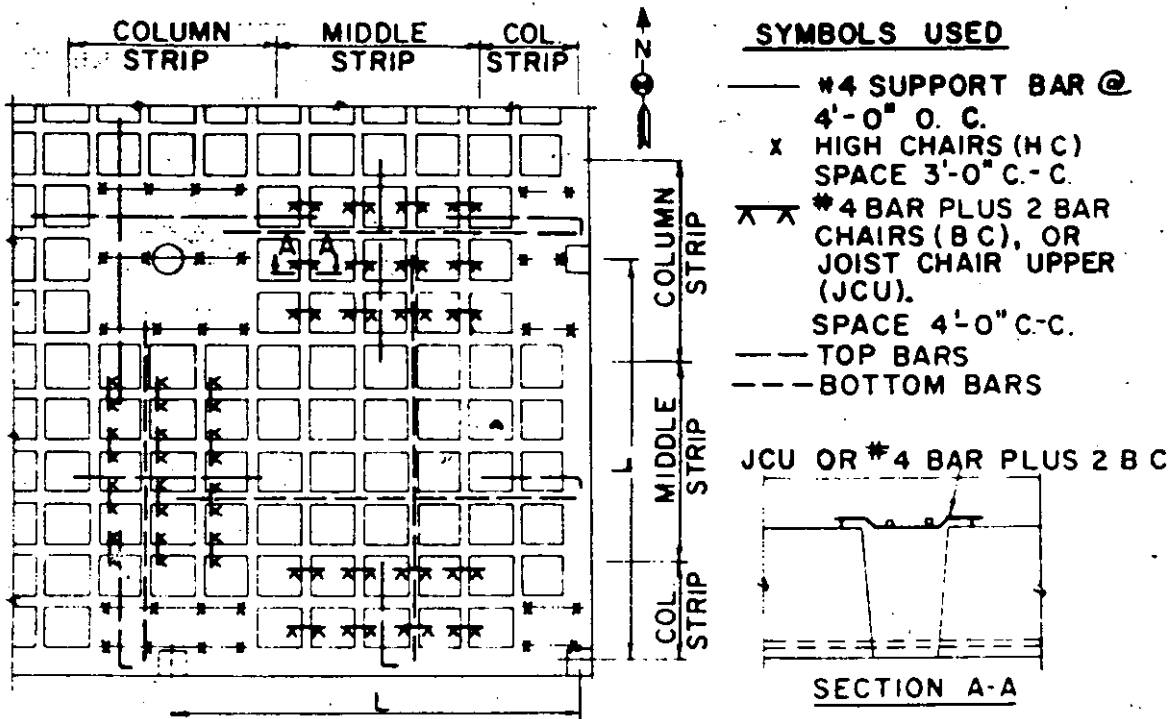 COLUMN STRIP
MIDDLE STRIP
COL. STRIP
N
COLUMN STRIP
MIDDLE STRIP
COL STRIP
A A
L
L
SYMBOLS USED
#4 SUPPORT BAR @
4'-0" O. C.
x HIGH CHAIRS (H C)
SPACE 3'-0" C.-C.
#4 BAR PLUS 2 BAR
CHAIRS (B C), OR
JOIST CHAIR UPPER
(JCU).
SPACE 4'-0" C.-C.
TOP BARS
BOTTOM BARS
JCU OR #4 BAR PLUS 2 B C
SECTION A-A